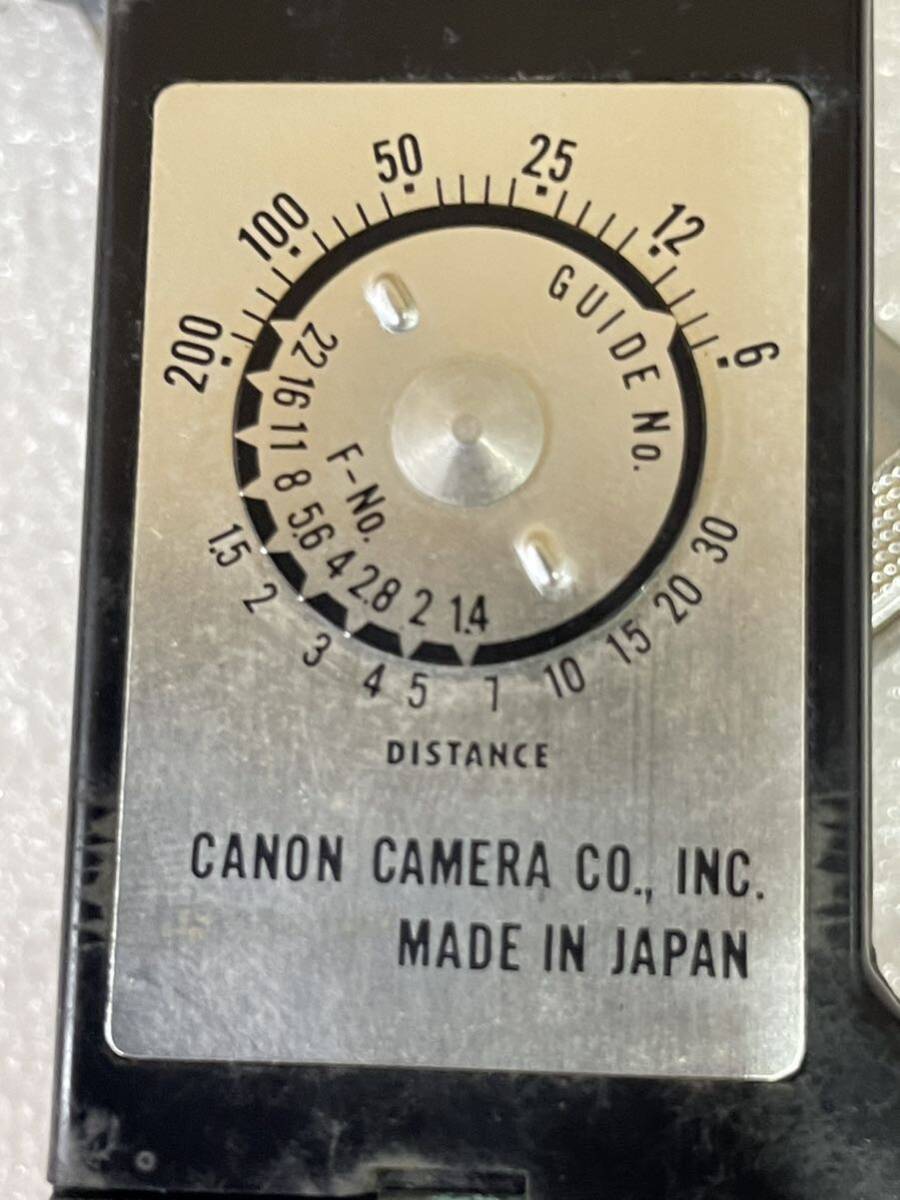 200 100 50 25 12 6
GUIDE No.
22 16 11 8 5.6 4 2.8 2 1.4
F-No.
1.5 2 3 4 5 7 10 15 20 30
DISTANCE
CANON CAMERA CO., INC.
MADE IN JAPAN